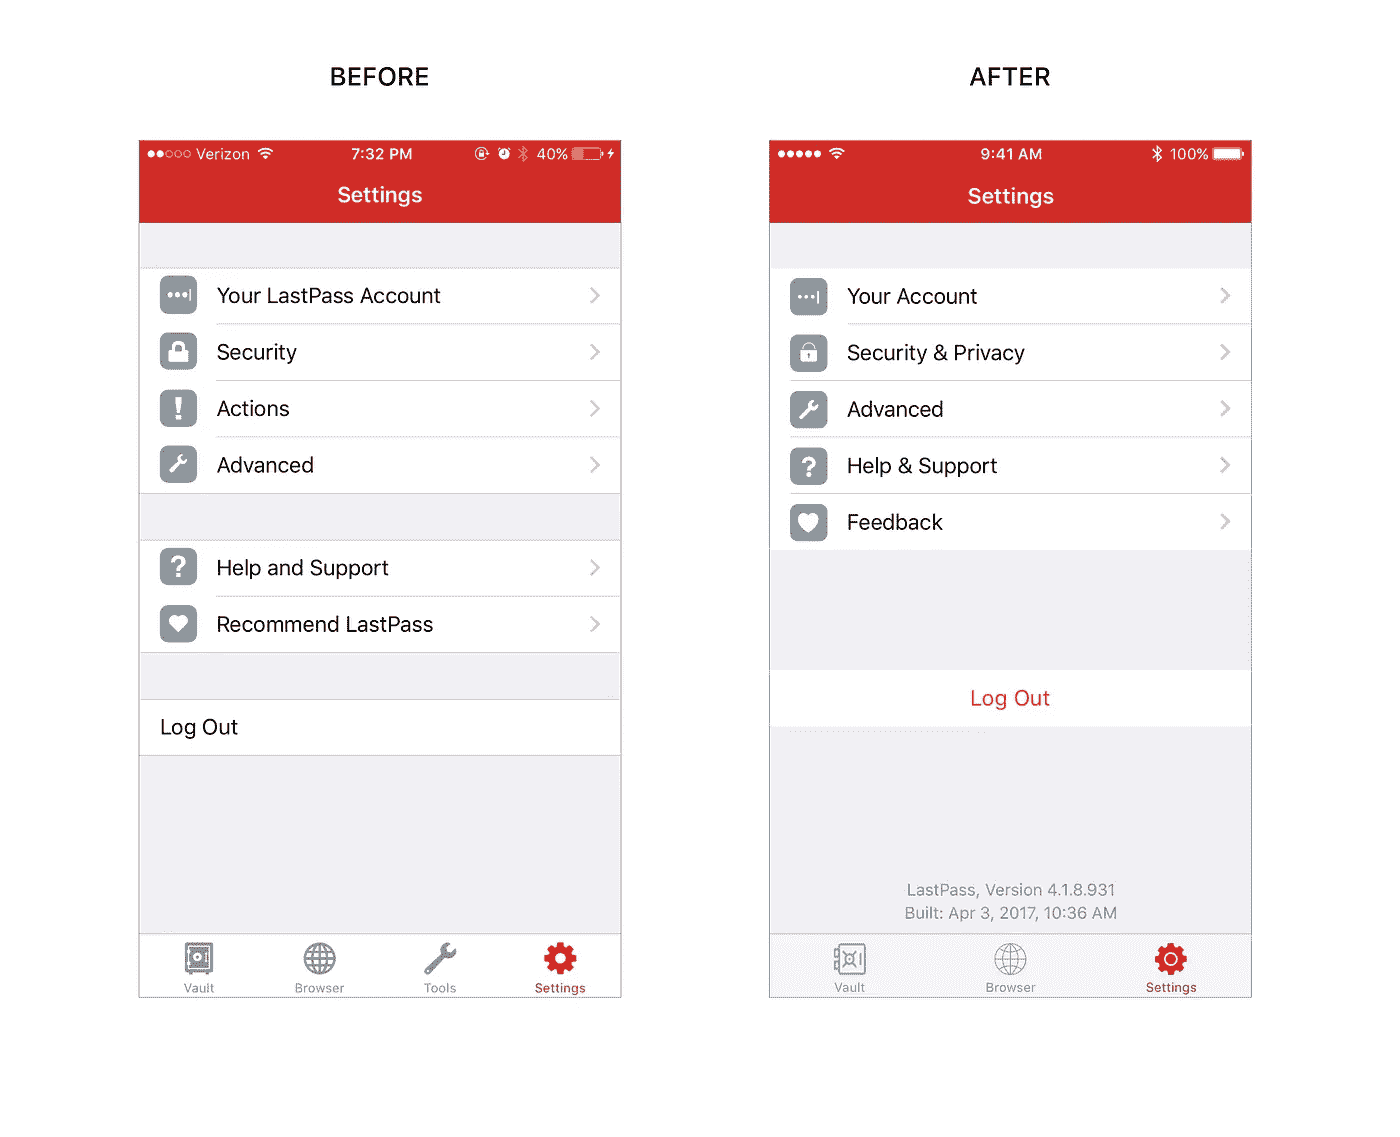 BEFORE
Verizon 7:32 PM 40%
Settings
Your LastPass Account
Security
Actions
Advanced
Help and Support
Recommend LastPass
Log Out
Vault Browser Tools Settings
AFTER
9:41 AM 100%
Settings
Your Account
Security & Privacy
Advanced
Help & Support
Feedback
Log Out
LastPass, Version 4.1.8.931
Built: Apr 3, 2017, 10:36 AM
Vault Browser Settings